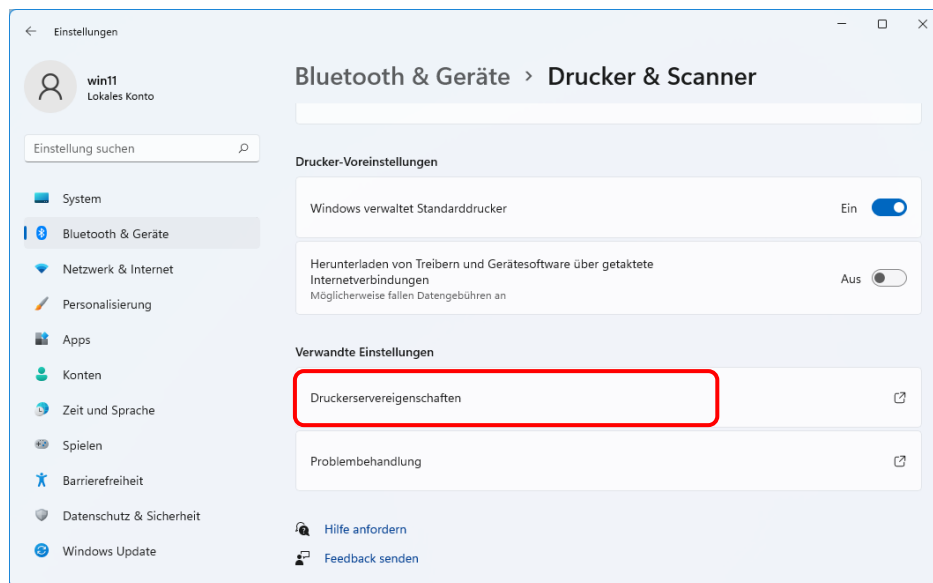 Einstellungen
win11
Lokales Konto
Einstellung suchen
System
Bluetooth & Geräte
Netzwerk & Internet
Personalisierung
Apps
Konten
Zeit und Sprache
Spielen
Barrierefreiheit
Datenschutz & Sicherheit
Windows Update
Bluetooth & Geräte > Drucker & Scanner
Drucker-Voreinstellungen
Windows verwaltet Standarddrucker
Ein
Herunterladen von Treibern und Gerätesoftware über getaktete
Internetverbindungen
Möglicherweise fallen Datengebühren an
Aus
Verwandte Einstellungen
Druckerservereigenschaften
Problembehandlung
Hilfe anfordern
Feedback senden